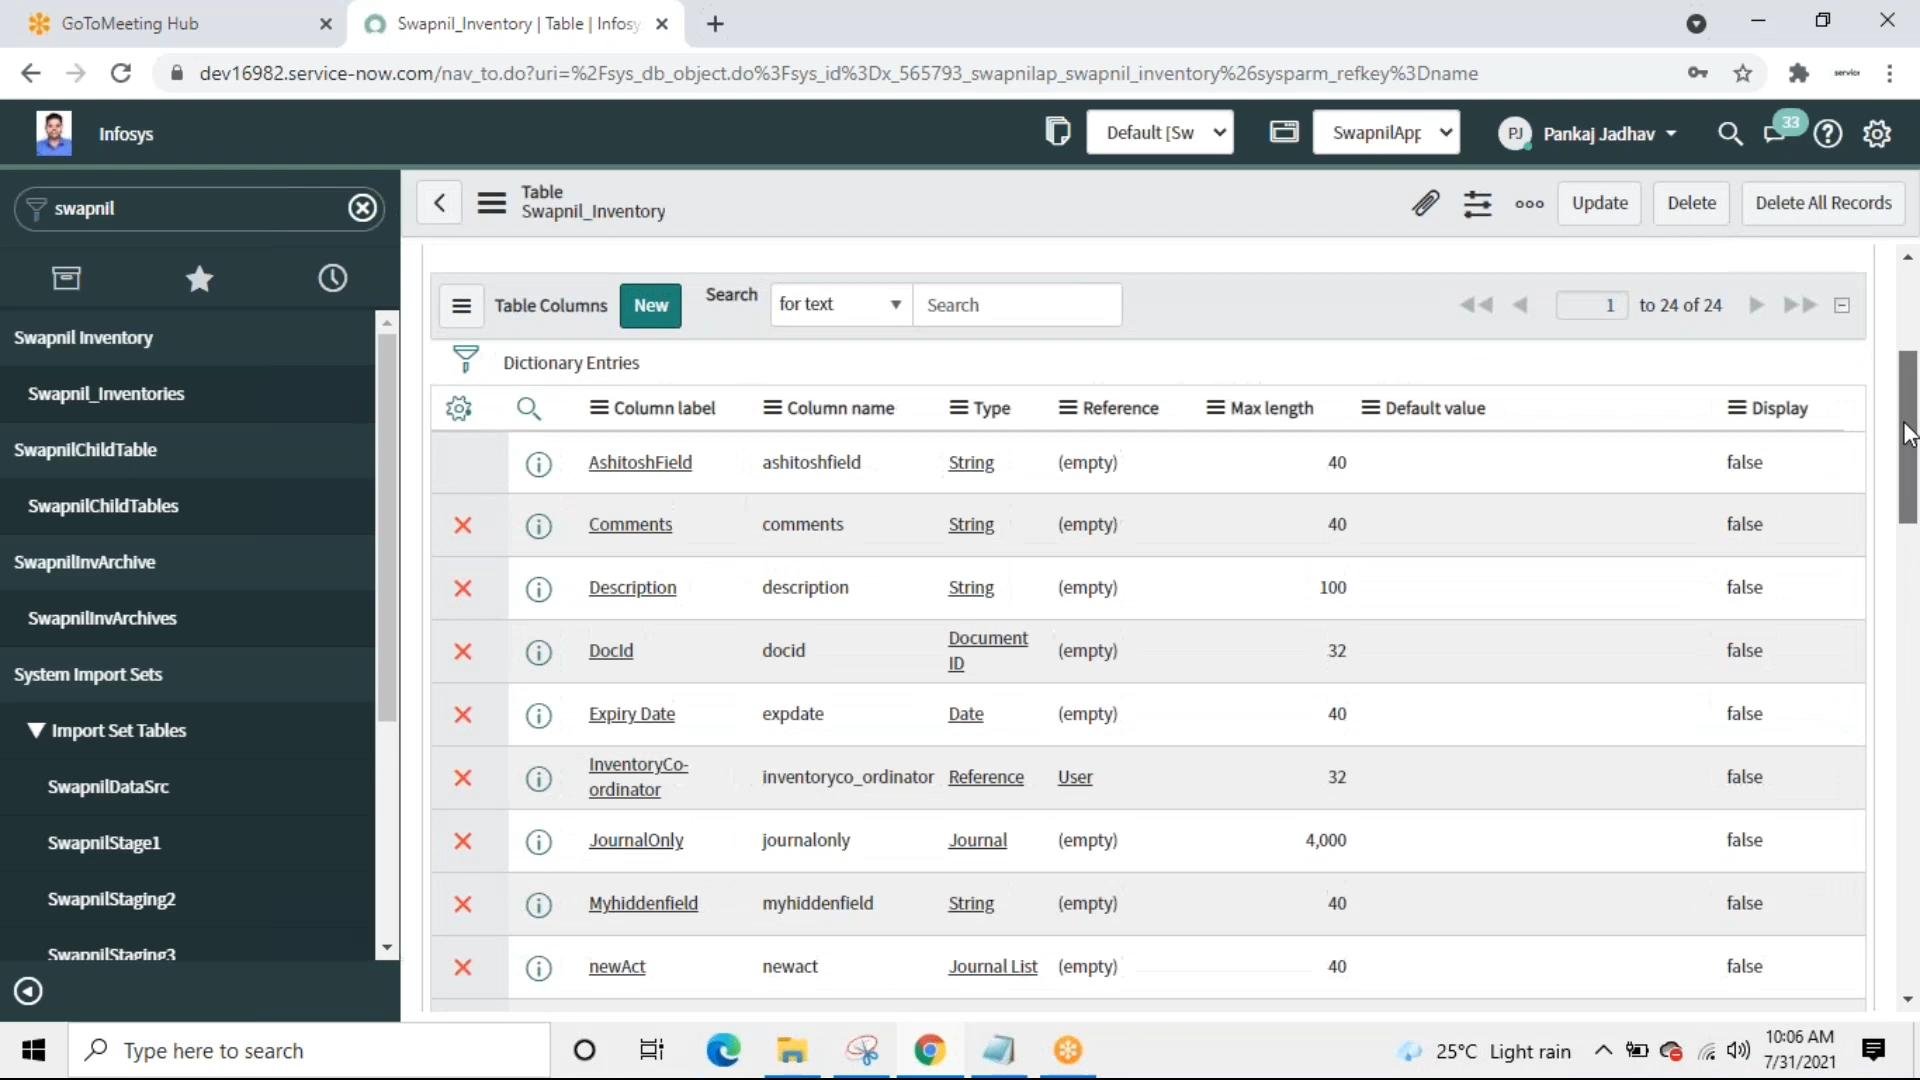 GoToMeeting Hub
Swapnil_Inventory | Table | Infosy
dev16982.service-now.com/nav_to.do?uri=%2Fsys_db_object.do%3Fsys_id%3Dx_565793_swapnilap_swapnil_inventory%26sysparm_refkey%3Dname
Infosys
Default [Sw
SwapnilApp
PJ
Pankaj Jadhav
33
swapnil
Table
Swapnil_Inventory
Update
Delete
Delete All Records
Swapnil Inventory
Swapnil_Inventories
SwapnilChildTable
SwapnilChildTables
SwapnilInvArchive
SwapnilInvArchives
System Import Sets
Import Set Tables
SwapnilDataSrc
SwapnilStage1
SwapnilStaging2
SwapnilStaging3
Table Columns
New
Search
for text
Search
1 to 24 of 24
Dictionary Entries
Column label Column name Type Reference Max length Default value Display
AshitoshField ashitoshfield String (empty) 40 false
Comments comments String (empty) 40 false
Description description String (empty) 100 false
DocId docid Document ID (empty) 32 false
Expiry Date expdate Date (empty) 40 false
InventoryCo-ordinator inventoryco_ordinator Reference User 32 false
JournalOnly journalonly Journal (empty) 4,000 false
Myhiddenfield myhiddenfield String (empty) 40 false
newAct newact Journal List (empty) 40 false
Type here to search
25°C Light rain
10:06 AM
7/31/2021